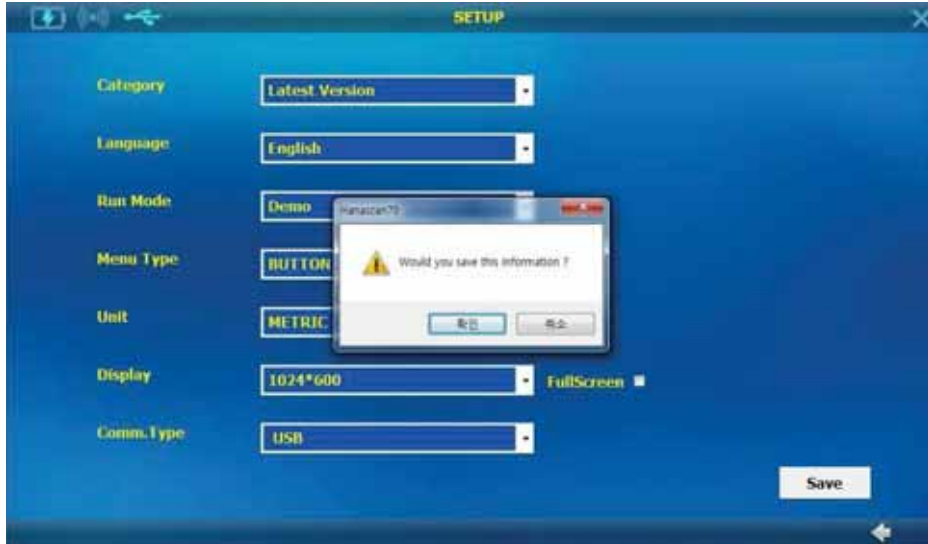 SETUP
Category
Latest Version
Language
English
Run Mode
Demo
Hanascan70
Menu Type
BUTTON
Would you save this information ?
Unit
METRIC
확인
취소
Display
1024*600
FullScreen
Comm.Type
USB
Save